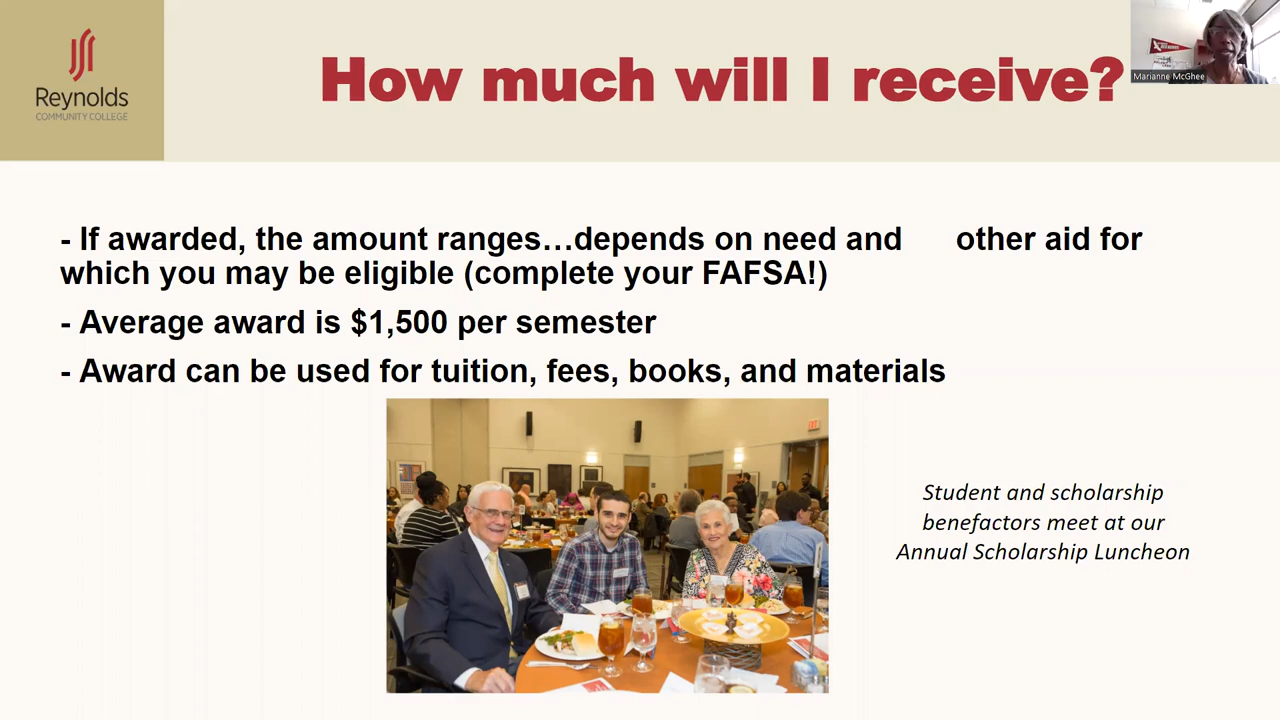 Reynolds
COMMUNITY COLLEGE
How much will I receive?
Marianne McGhee
- If awarded, the amount ranges…depends on need and other aid for
which you may be eligible (complete your FAFSA!)
- Average award is $1,500 per semester
- Award can be used for tuition, fees, books, and materials
Student and scholarship
benefactors meet at our
Annual Scholarship Luncheon